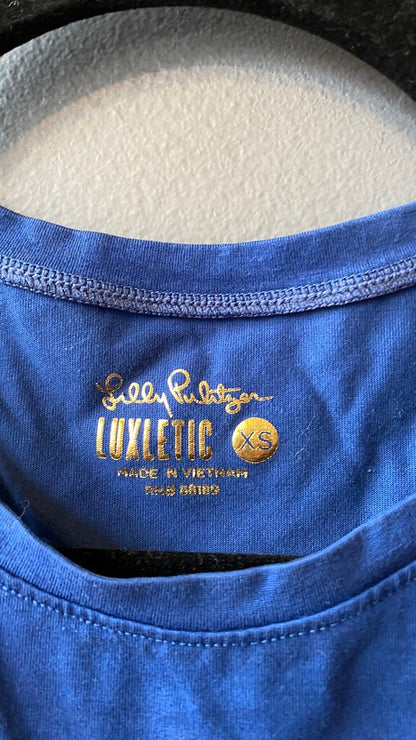 Lilly Pulitzer
LUXLETIC XS
MADE IN VIETNAM
RN# 68189